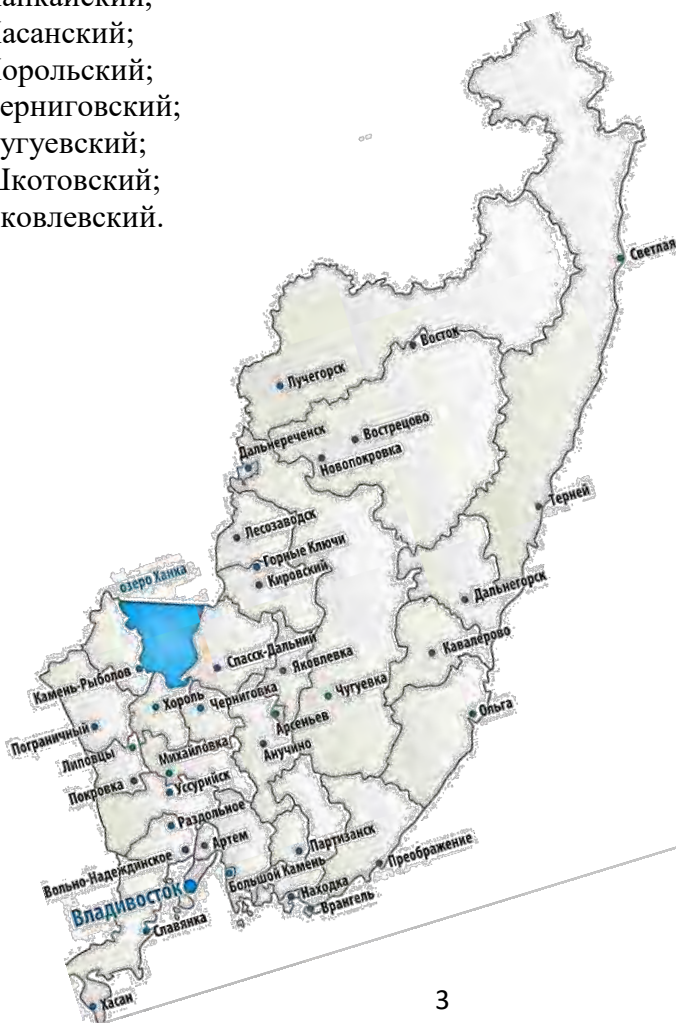 анкайский;
асанский;
орольский;
ерниговский;
угуевский;
котовский;
ковлевский.
Светлая
Восток
Лучегорск
Вострецово
Дальнереченск
Новопокровка
Терней
Лесозаводск
Горные Ключи
Кировский
озеро Ханка
Дальнегорск
Кавалерово
Спасск-Дальний
Яковлевка
Камень-Рыболов
Чугуевка
Хороль
Черниговка
Ольга
Арсеньев
Пограничный
Анучино
Липовцы
Михайловка
Покровка
Уссурийск
Раздольное
Артем
Партизанск
Преображение
Вольно-Надеждинское
Большой Камень
Находка
Врангель
Владивосток
Славянка
Хасан
3